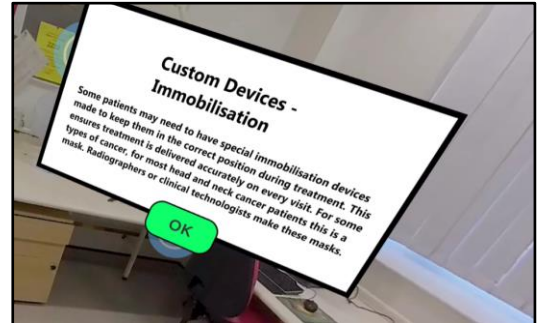 Custom Devices -
Immobilisation
Some patients may need to have special immobilisation devices
made to keep them in the correct position during treatment. This
ensures treatment is delivered accurately on every visit. For some
types of cancer, for most head and neck cancer patients this is a
mask. Radiographers or clinical technologists make these masks.
OK